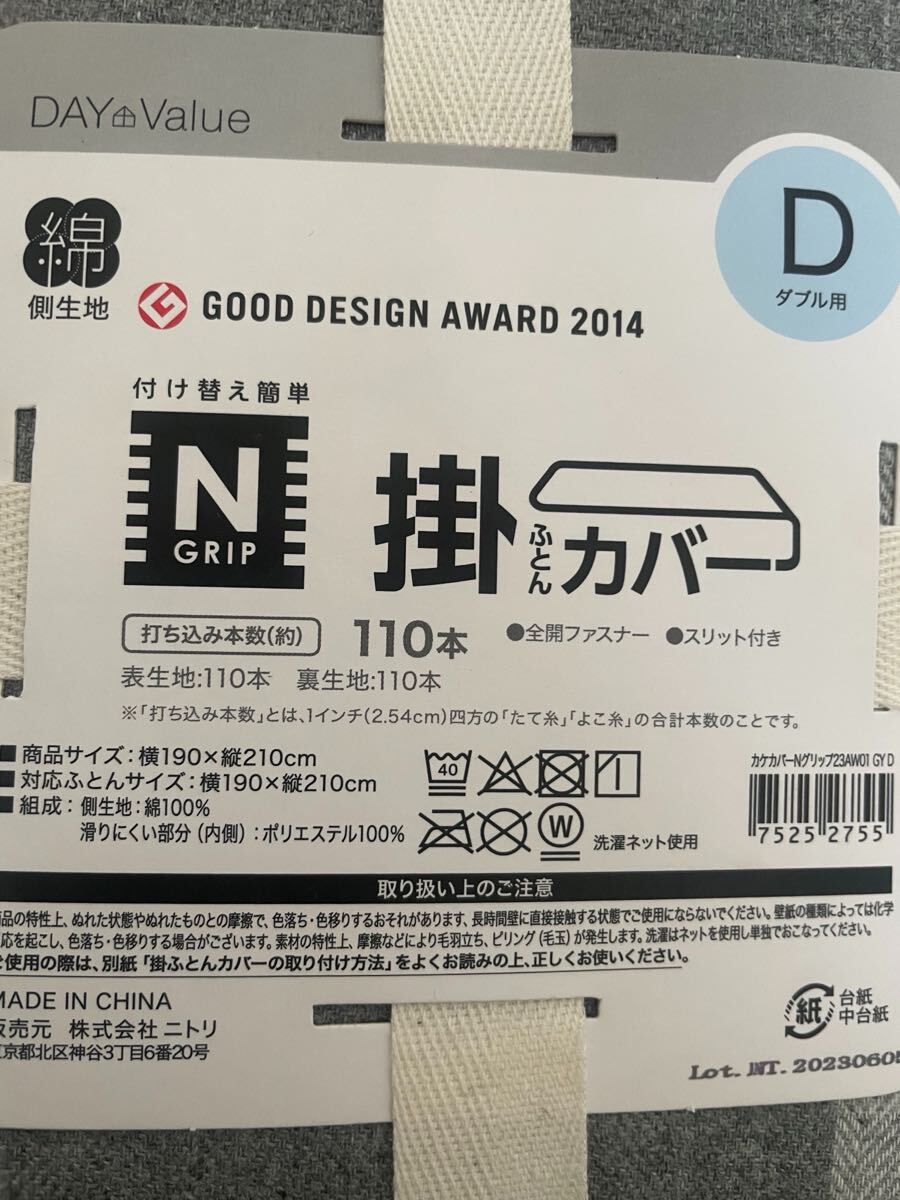 DAY Value
D
ダブル用
綿
側生地
GOOD DESIGN AWARD 2014
付け替え簡単
N
GRIP
掛ふとんカバー
打ち込み本数(約) 110本 ●全開ファスナー ●スリット付き
表生地:110本 裏生地:110本
※「打ち込み本数」とは、1インチ(2.54cm)四方の「たて糸」「よこ糸」の合計本数のことです。
■商品サイズ:横190×縦210cm
■対応ふとんサイズ:横190×縦210cm
■組成:側生地:綿100%
滑りにくい部分(内側):ポリエステル100%
40
W
洗濯ネット使用
カケカバーNグリップ23AW01 GY D
7525 2755
取り扱い上のご注意
品の特性上、ぬれた状態やぬれたものとの摩擦で、色落ち・色移りするおそれがあります。長時間壁に直接接触する状態でご使用にならないでください。壁紙の種類によっては化学
応を起こし、色落ち・色移りする場合がございます。素材の特性上、摩擦などにより毛羽立ち、ピリング(毛玉)が発生します。洗濯はネットを使用し単独でおこなってください。
使用の際は、別紙「掛ふとんカバーの取り付け方法」をよくお読みの上、正しくお使いください。
MADE IN CHINA
販売元 株式会社ニトリ
京都北区神谷3丁目6番20号
紙
台紙
中台紙
Lot. INT. 20230605